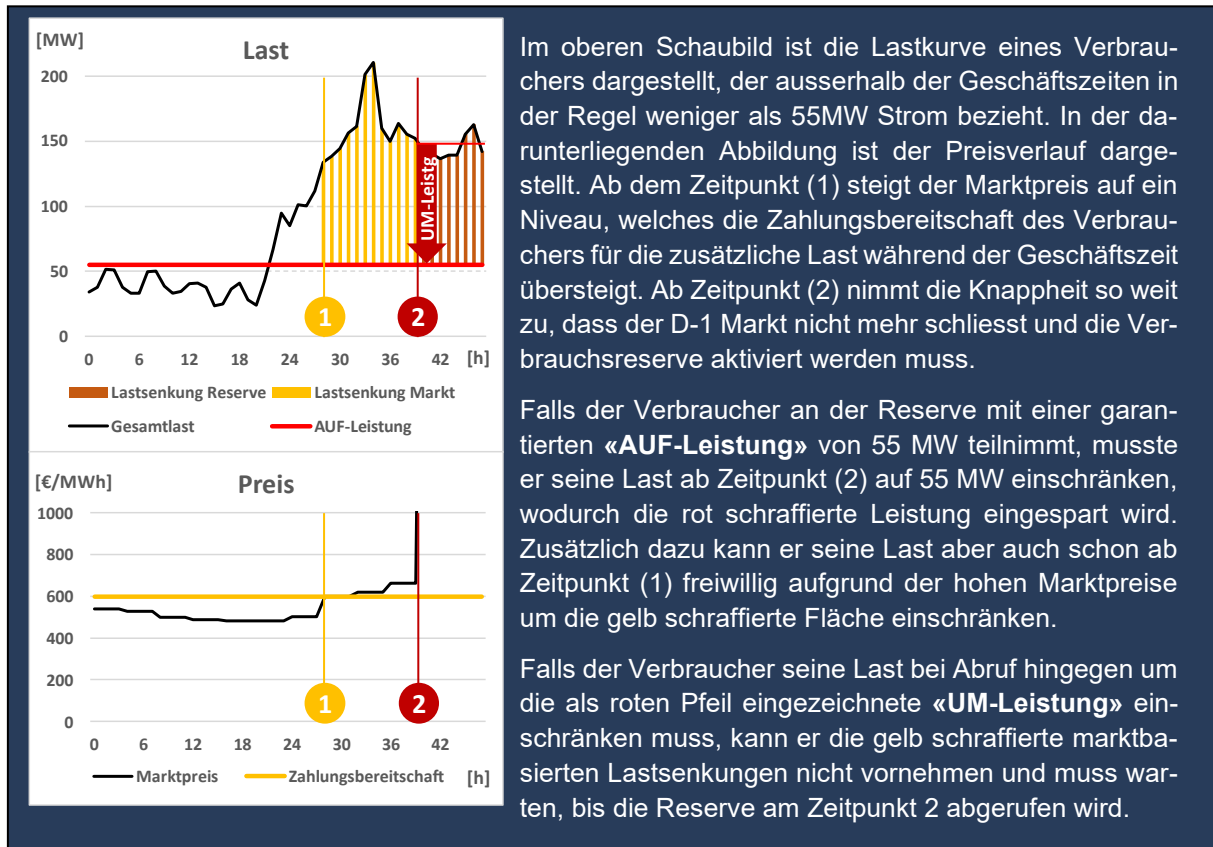 [MW]
Last
200
150
100
50
0
UM-Leistg
1
2
0 6 12 18 24 30 36 42 [h]
Lastsenkung Reserve Lastsenkung Markt
Gesamtlast AUF-Leistung
[€/MWh]
Preis
1000
800
600
400
200
0
1
2
0 6 12 18 24 30 36 42
Marktpreis Zahlungsbereitschaft [h]
Im oberen Schaubild ist die Lastkurve eines Verbrau-
chers dargestellt, der ausserhalb der Geschäftszeiten in
der Regel weniger als 55MW Strom bezieht. In der da-
runterliegenden Abbildung ist der Preisverlauf darge-
stellt. Ab dem Zeitpunkt (1) steigt der Marktpreis auf ein
Niveau, welches die Zahlungsbereitschaft des Verbrau-
chers für die zusätzliche Last während der Geschäftszeit
übersteigt. Ab Zeitpunkt (2) nimmt die Knappheit so weit
zu, dass der D-1 Markt nicht mehr schliesst und die Ver-
brauchsreserve aktiviert werden muss.
Falls der Verbraucher an der Reserve mit einer garan-
tierten «AUF-Leistung» von 55 MW teilnimmt, musste
er seine Last ab Zeitpunkt (2) auf 55 MW einschränken,
wodurch die rot schraffierte Leistung eingespart wird.
Zusätzlich dazu kann er seine Last aber auch schon ab
Zeitpunkt (1) freiwillig aufgrund der hohen Marktpreise
um die gelb schraffierte Fläche einschränken.
Falls der Verbraucher seine Last bei Abruf hingegen um
die als roten Pfeil eingezeichnete «UM-Leistung» ein-
schränken muss, kann er die gelb schraffierte marktba-
sierten Lastsenkungen nicht vornehmen und muss war-
ten, bis die Reserve am Zeitpunkt 2 abgerufen wird.